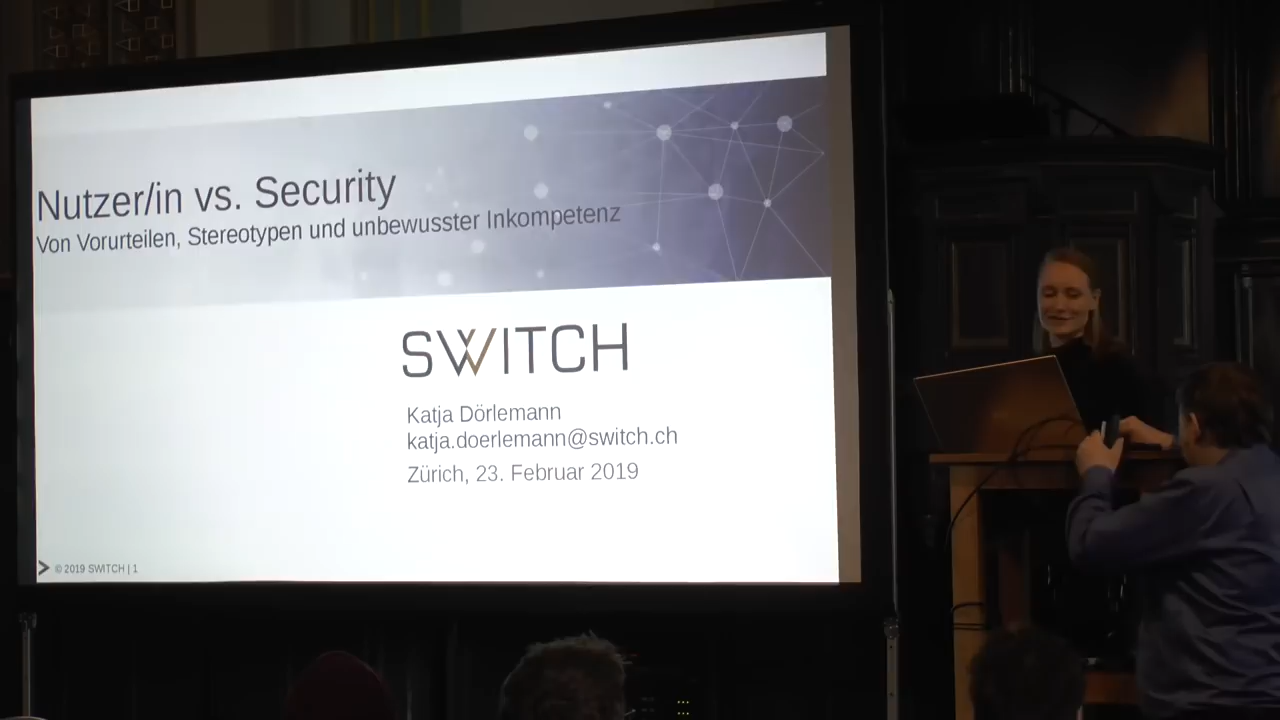 Nutzer/in vs. Security
Von Vorurteilen, Stereotypen und unbewusster Inkompetenz
SWITCH
Katja Dörlemann
katja.doerlemann@switch.ch
Zürich, 23. Februar 2019
© 2019 SWITCH | 1